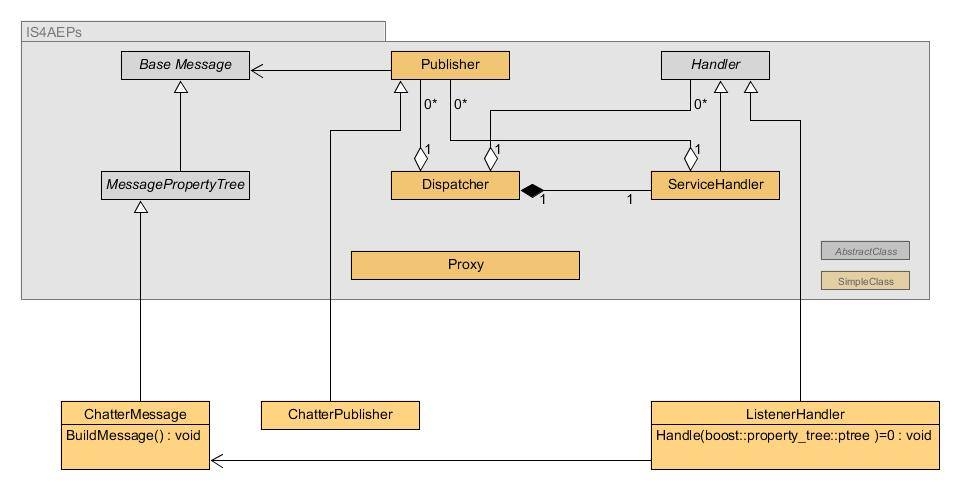 IS4AEPs
Base Message
Publisher
Handler
0*
0*
0*
1
1
1
MessagePropertyTree
Dispatcher
ServiceHandler
1
1
Proxy
AbstractClass
SimpleClass
ChatterMessage
BuildMessage() : void
ChatterPublisher
ListenerHandler
Handle(boost::property_tree::ptree )=0 : void